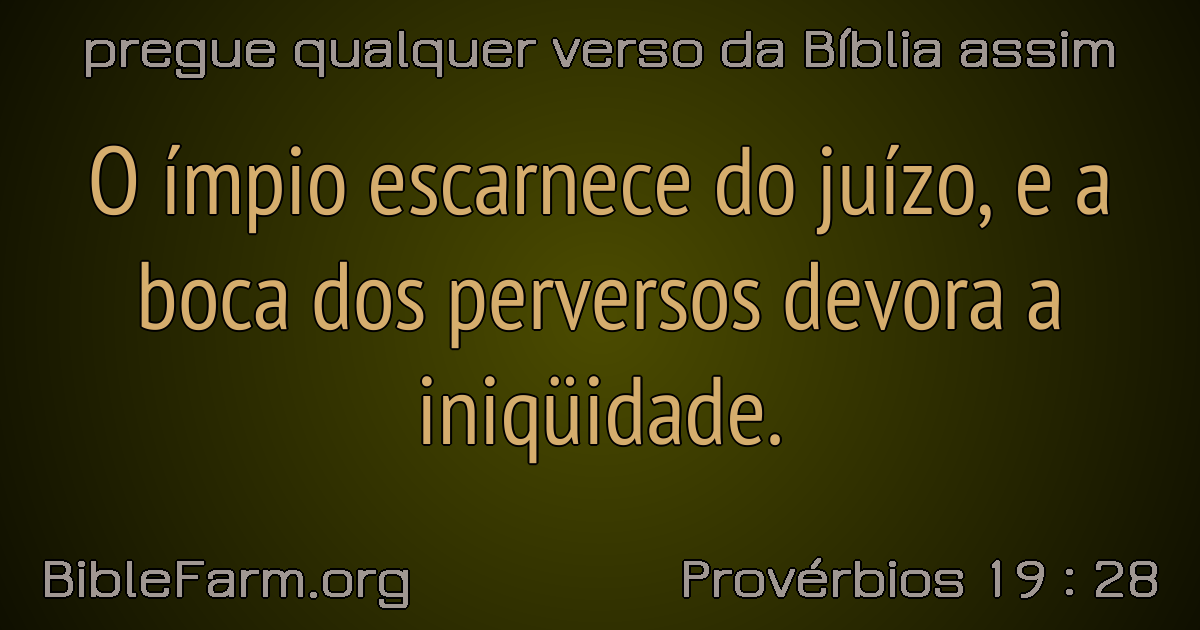 pregue qualquer verso da Bíblia assim
O ímpio escarnece do juízo, e a
boca dos perversos devora a
iniqüidade.
BibleFarm.org
Provérbios 19 : 28